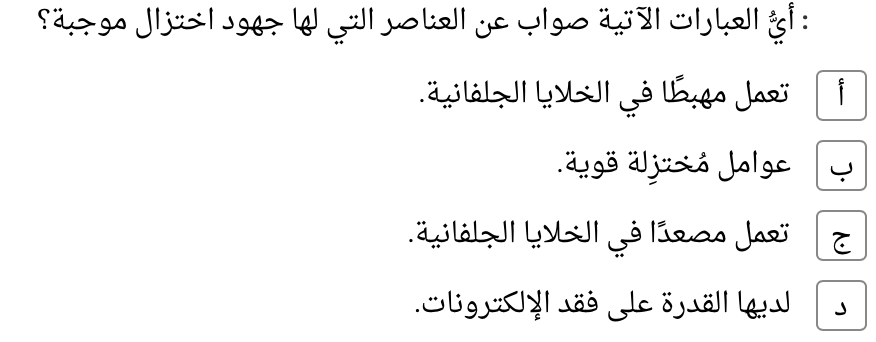 : أيُّ العبارات الآتية صواب عن العناصر التي لها جهود اختزال موجبة؟
أ تعمل مهبطًا في الخلايا الجلفانية.
ب عوامل مُختزِلة قوية.
ج تعمل مصعدًا في الخلايا الجلفانية.
د لديها القدرة على فقد الإلكترونات.